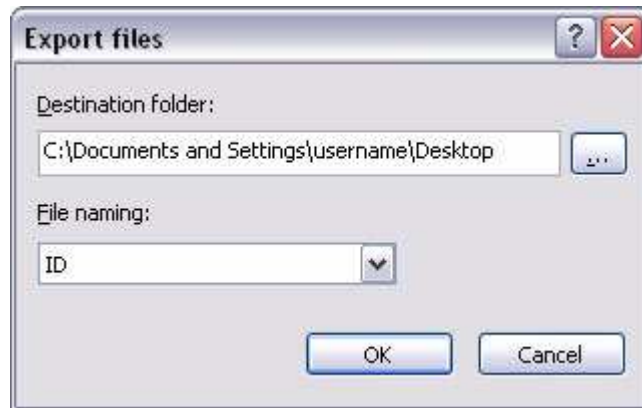 Export files
?
Destination folder:
C:\Documents and Settings\username\Desktop
...
File naming:
ID
OK
Cancel